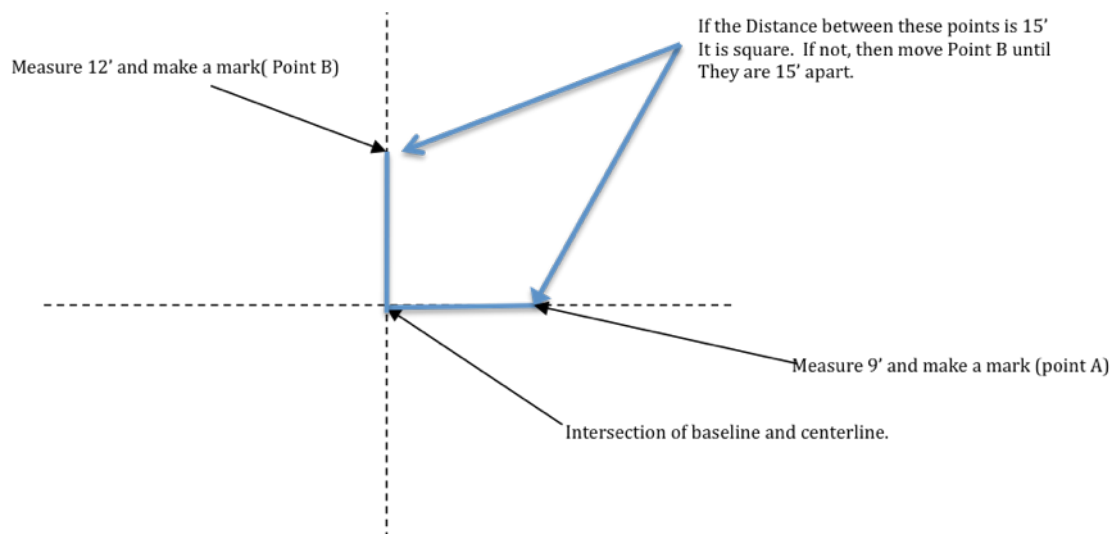 If the Distance between these points is 15’
It is square. If not, then move Point B until
They are 15’ apart.
Measure 12’ and make a mark( Point B)
Measure 9’ and make a mark (point A)
Intersection of baseline and centerline.